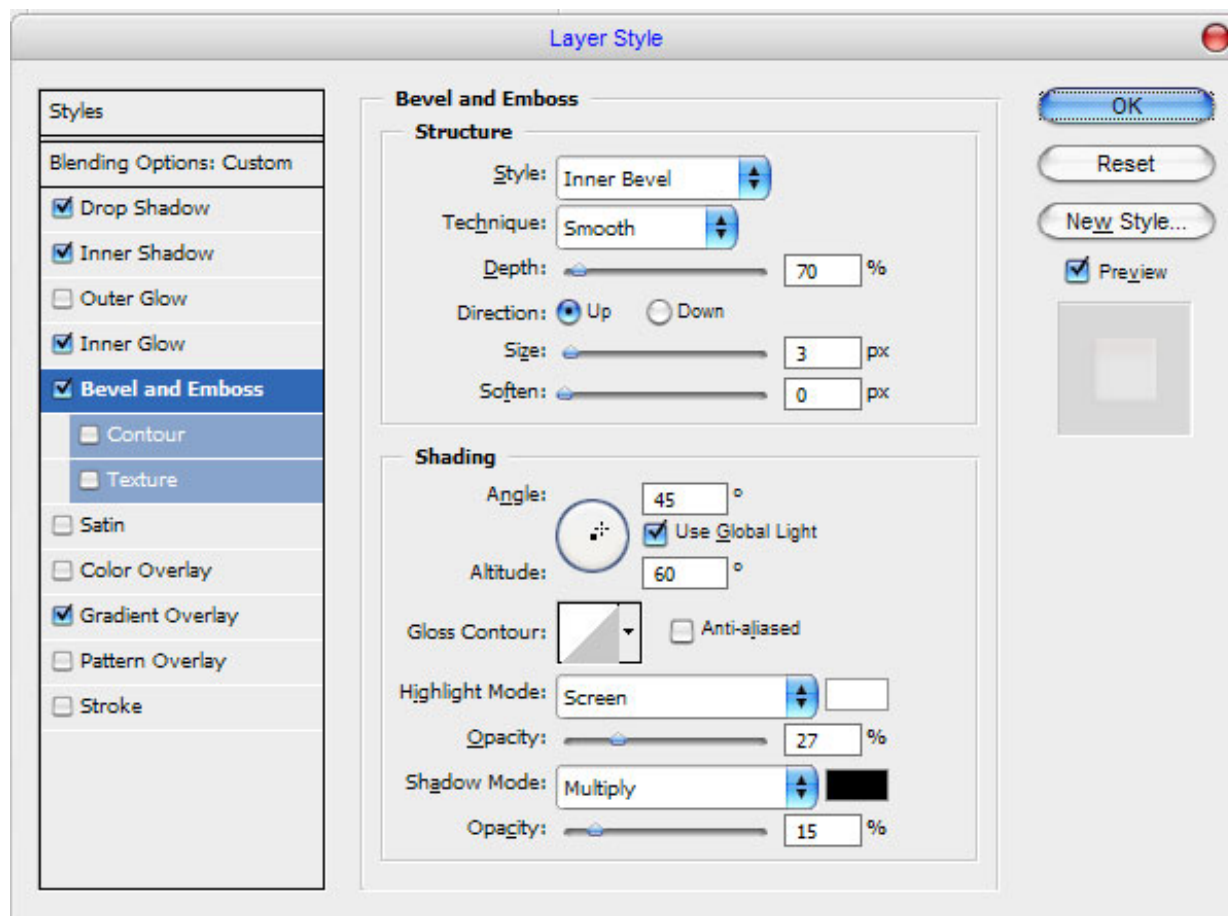 Layer Style
Styles
Blending Options: Custom
Drop Shadow
Inner Shadow
Outer Glow
Inner Glow
Bevel and Emboss
Contour
Texture
Satin
Color Overlay
Gradient Overlay
Pattern Overlay
Stroke
Bevel and Emboss
Structure
Style: Inner Bevel
Technique: Smooth
Depth: 70 %
Direction: Up Down
Size: 3 px
Soften: 0 px
Shading
Angle: 45 °
Use Global Light
Altitude: 60 °
Gloss Contour: Anti-aliased
Highlight Mode: Screen
Opacity: 27 %
Shadow Mode: Multiply
Opacity: 15 %
OK
Reset
New Style...
Preview